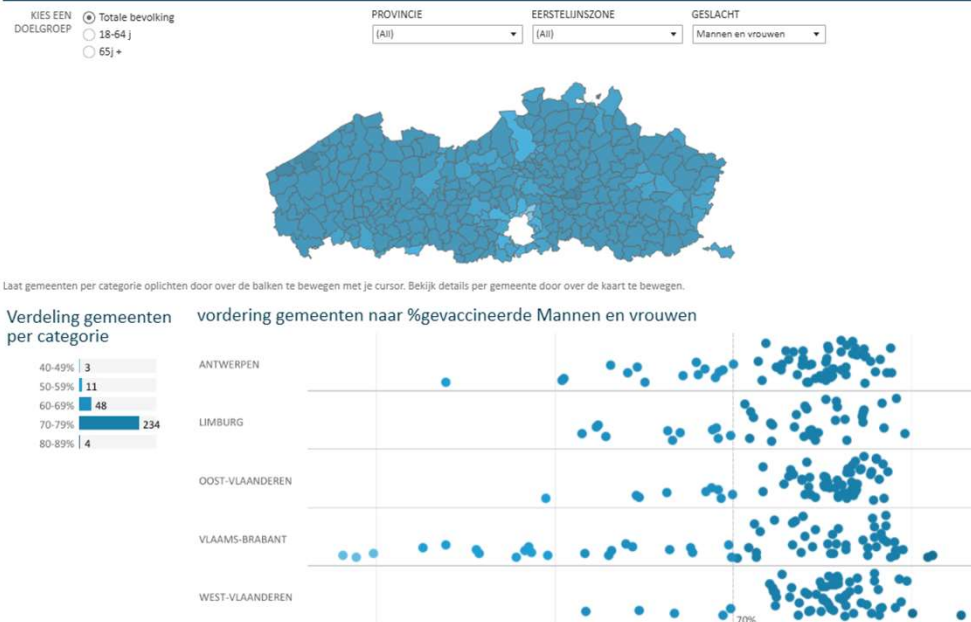 KIES EEN
DOELGROEP
Totale bevolking
18-64 j
65j +
PROVINCIE
(All)
EERSTELIJNSZONE
(All)
GESLACHT
Mannen en vrouwen
Laat gemeenten per categorie oplichten door over de balken te bewegen met je cursor. Bekijk details per gemeente door over de kaart te bewegen.
Verdeling gemeenten
per categorie
40-49% 3
50-59% 11
60-69% 48
70-79% 234
80-89% 4
vordering gemeenten naar %gevaccineerde Mannen en vrouwen
ANTWERPEN
LIMBURG
OOST-VLAANDEREN
VLAAMS-BRABANT
WEST-VLAANDEREN
70%